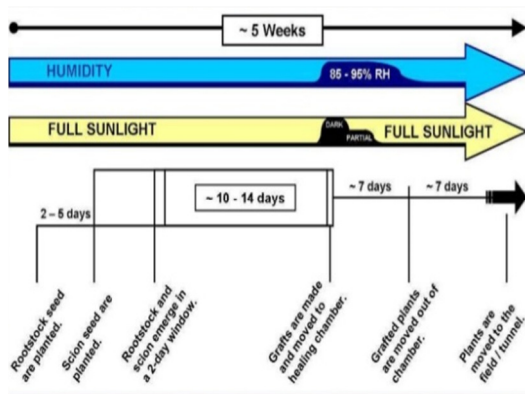 ~ 5 Weeks
HUMIDITY
85 - 95% RH
FULL SUNLIGHT
DARK
PARTIAL
FULL SUNLIGHT
2 – 5 days
~ 10 - 14 days
~ 7 days
~ 7 days
Rootstock seed
are planted.
Scion seed are
planted.
Rootstock and
scion emerge in
a 2-day window.
Grafts are made
and moved to
healing chamber.
Grafted plants
are moved out of
chamber.
Plants are
moved to the
field / tunnel.